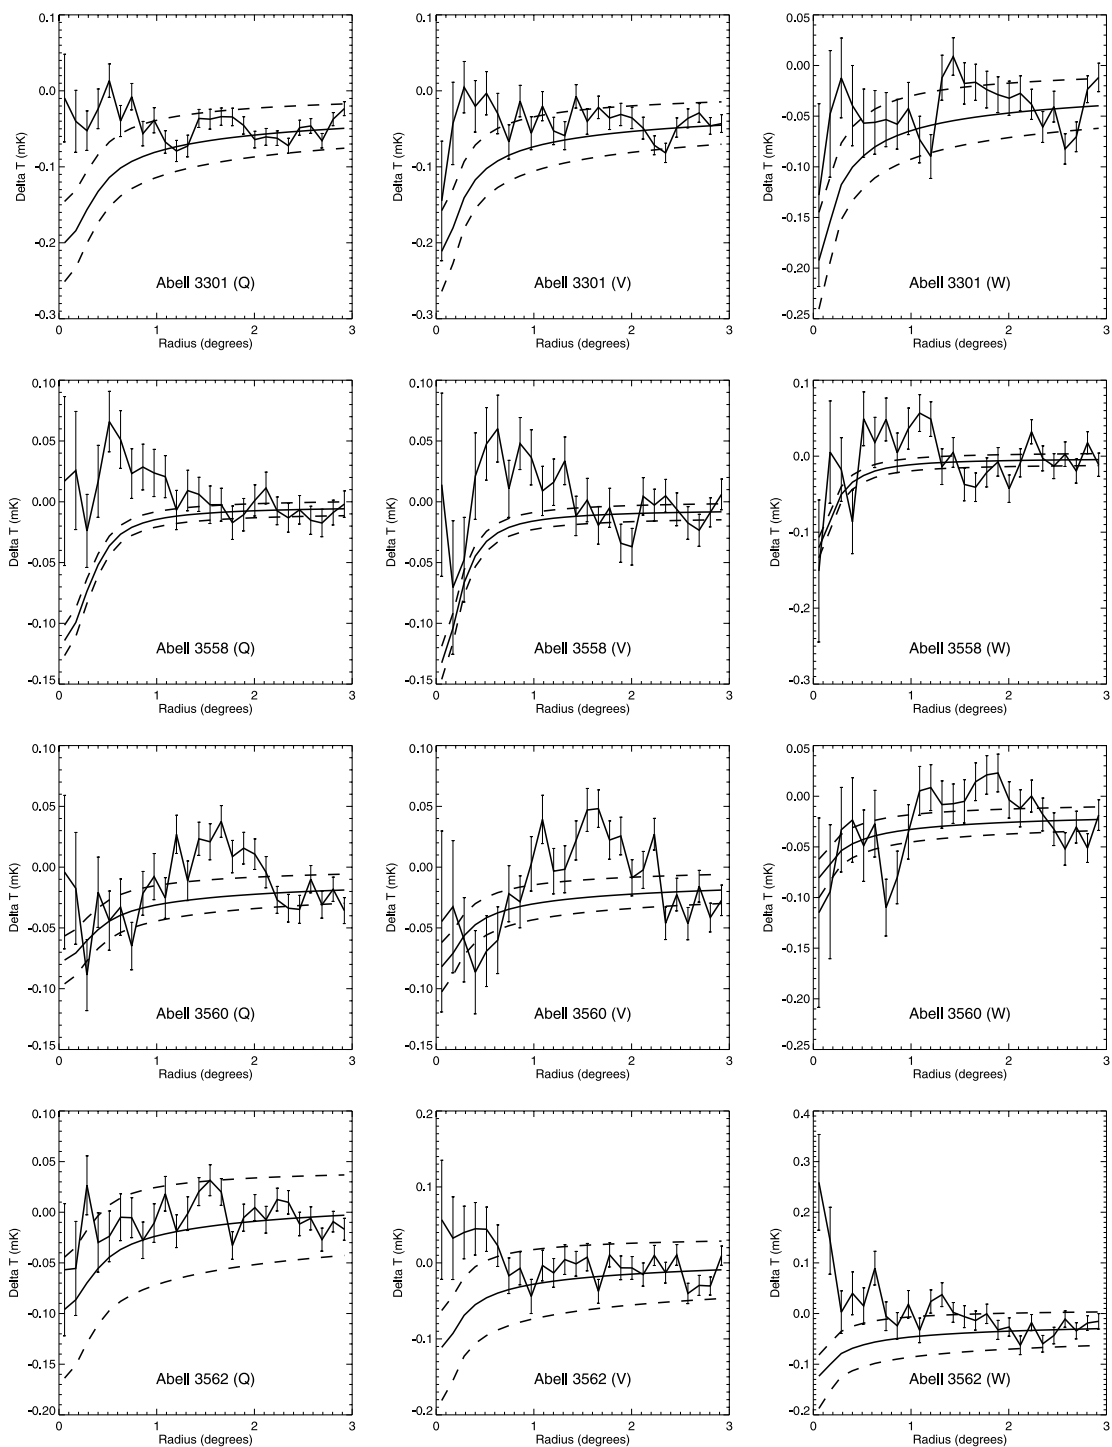 0.1
0.0
-0.1
-0.2
-0.3
Delta T (mK)
Abell 3301 (Q)
0 1 2 3
Radius (degrees)
0.1
0.0
-0.1
-0.2
-0.3
Delta T (mK)
Abell 3301 (V)
0 1 2 3
Radius (degrees)
0.05
-0.00
-0.05
-0.10
-0.15
-0.20
-0.25
Delta T (mK)
Abell 3301 (W)
0 1 2 3
Radius (degrees)
0.10
0.05
0.00
-0.05
-0.10
-0.15
Delta T (mK)
Abell 3558 (Q)
0 1 2 3
Radius (degrees)
0.10
0.05
0.00
-0.05
-0.10
-0.15
Delta T (mK)
Abell 3558 (V)
0 1 2 3
Radius (degrees)
0.1
-0.0
-0.1
-0.2
-0.3
Delta T (mK)
Abell 3558 (W)
0 1 2 3
Radius (degrees)
0.10
0.05
0.00
-0.05
-0.10
-0.15
Delta T (mK)
Abell 3560 (Q)
0 1 2 3
Radius (degrees)
0.10
0.05
0.00
-0.05
-0.10
-0.15
Delta T (mK)
Abell 3560 (V)
0 1 2 3
Radius (degrees)
0.05
-0.00
-0.05
-0.10
-0.15
-0.20
-0.25
Delta T (mK)
Abell 3560 (W)
0 1 2 3
Radius (degrees)
0.10
0.05
-0.00
-0.05
-0.10
-0.15
-0.20
Delta T (mK)
Abell 3562 (Q)
0 1 2 3
Radius (degrees)
0.2
0.1
-0.0
-0.1
-0.2
Delta T (mK)
Abell 3562 (V)
0 1 2 3
Radius (degrees)
0.4
0.3
0.2
0.1
-0.0
-0.1
-0.2
Delta T (mK)
Abell 3562 (W)
0 1 2 3
Radius (degrees)